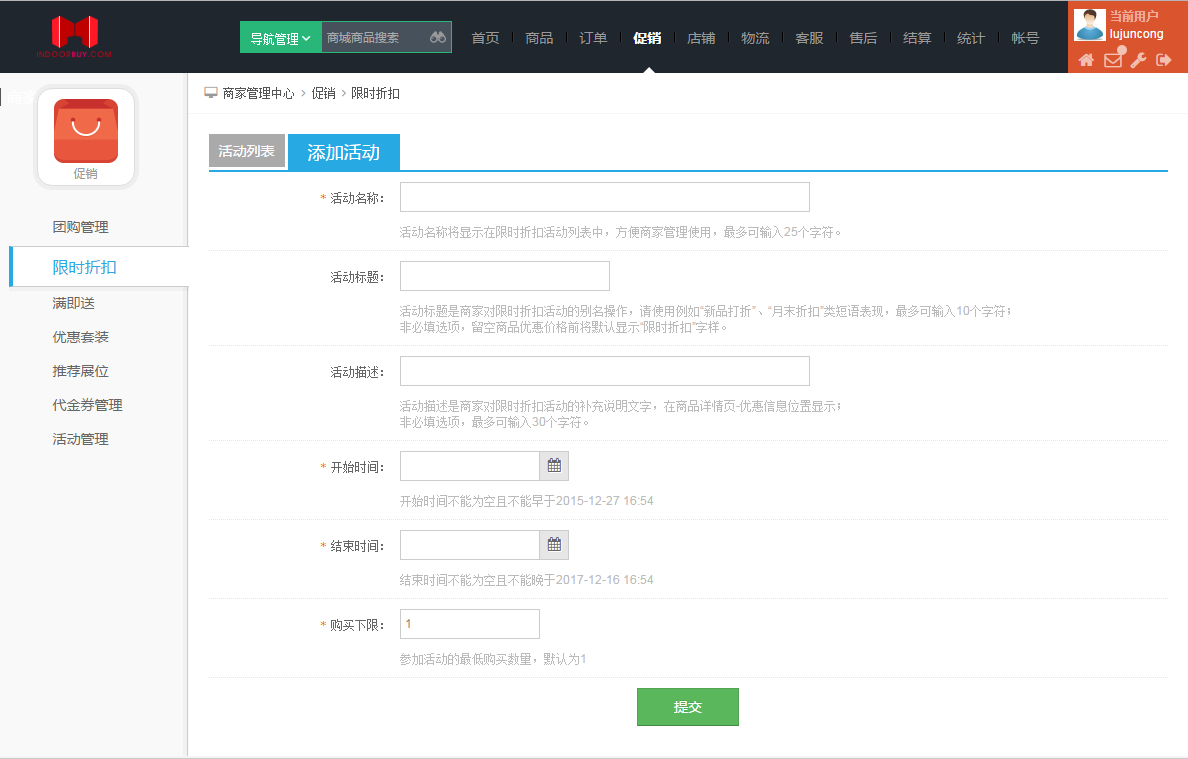 INDOOSBUY.COM
导航管理
商城商品搜索
首页
商品
订单
促销
店铺
物流
客服
售后
结算
统计
帐号
当前用户
lujuncong
商家管理中心 › 促销 › 限时折扣
促销
团购管理
限时折扣
满即送
优惠套装
推荐展位
代金券管理
活动管理
活动列表
添加活动
* 活动名称：
活动名称将显示在限时折扣活动列表中，方便商家管理使用，最多可输入25个字符。
活动标题：
活动标题是商家对限时折扣活动的别名操作，请使用例如“新品打折”、“月末折扣”类短语表现，最多可输入10个字符；
非必填选项，留空商品优惠价格前将默认显示“限时折扣”字样。
活动描述：
活动描述是商家对限时折扣活动的补充说明文字，在商品详情页-优惠信息位置显示；
非必填选项，最多可输入30个字符。
* 开始时间：
开始时间不能为空且不能早于2015-12-27 16:54
* 结束时间：
结束时间不能为空且不能晚于2017-12-16 16:54
* 购买下限：
1
参加活动的最低购买数量，默认为1
提交